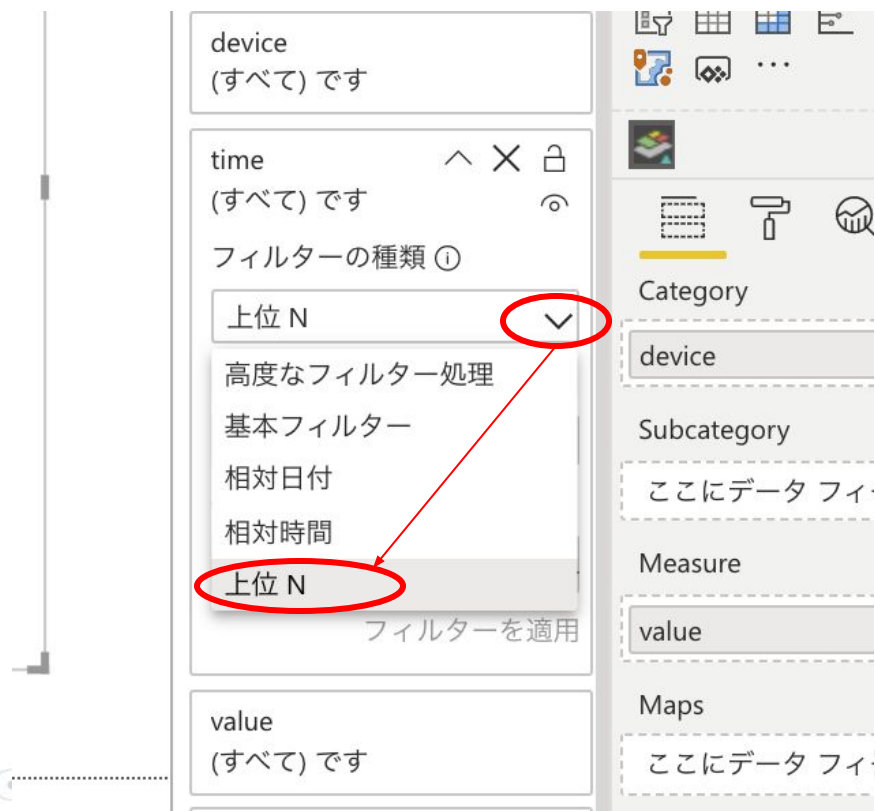 device
(すべて) です
time
(すべて) です
フィルターの種類
上位 N
高度なフィルター処理
基本フィルター
相対日付
相対時間
上位 N
フィルターを適用
value
(すべて) です
Category
device
Subcategory
ここにデータ フィ
Measure
value
Maps
ここにデータ フィ